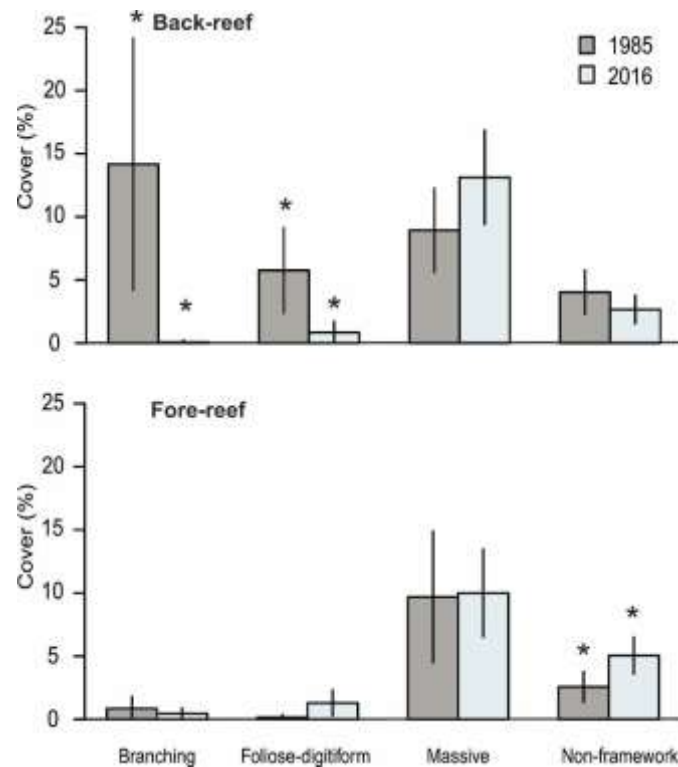 25
*
Back-reef
1985
2016
20
15
*
10
5
*
*
0
Cover (%)
25
Fore-reef
20
15
10
*
*
5
0
Cover (%)
Branching
Foliose-digitiform
Massive
Non-framework